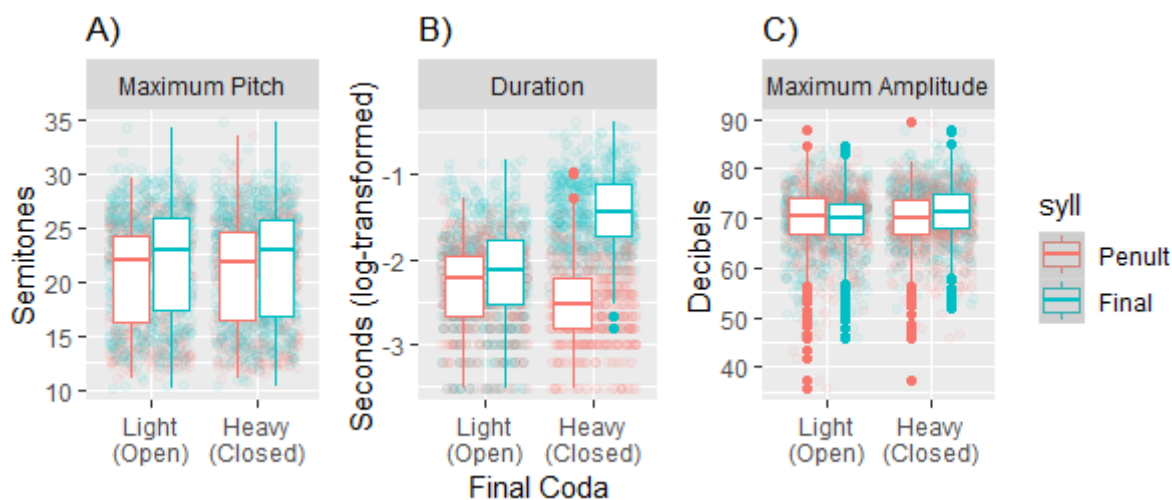 A)
Maximum Pitch
Semitones
35
30
25
20
15
10
Light
(Open)
Heavy
(Closed)
B)
Duration
Seconds (log-transformed)
-1
-2
-3
Light
(Open)
Heavy
(Closed)
Final Coda
C)
Maximum Amplitude
Decibels
90
80
70
60
50
40
Light
(Open)
Heavy
(Closed)
syll
Penult
Final